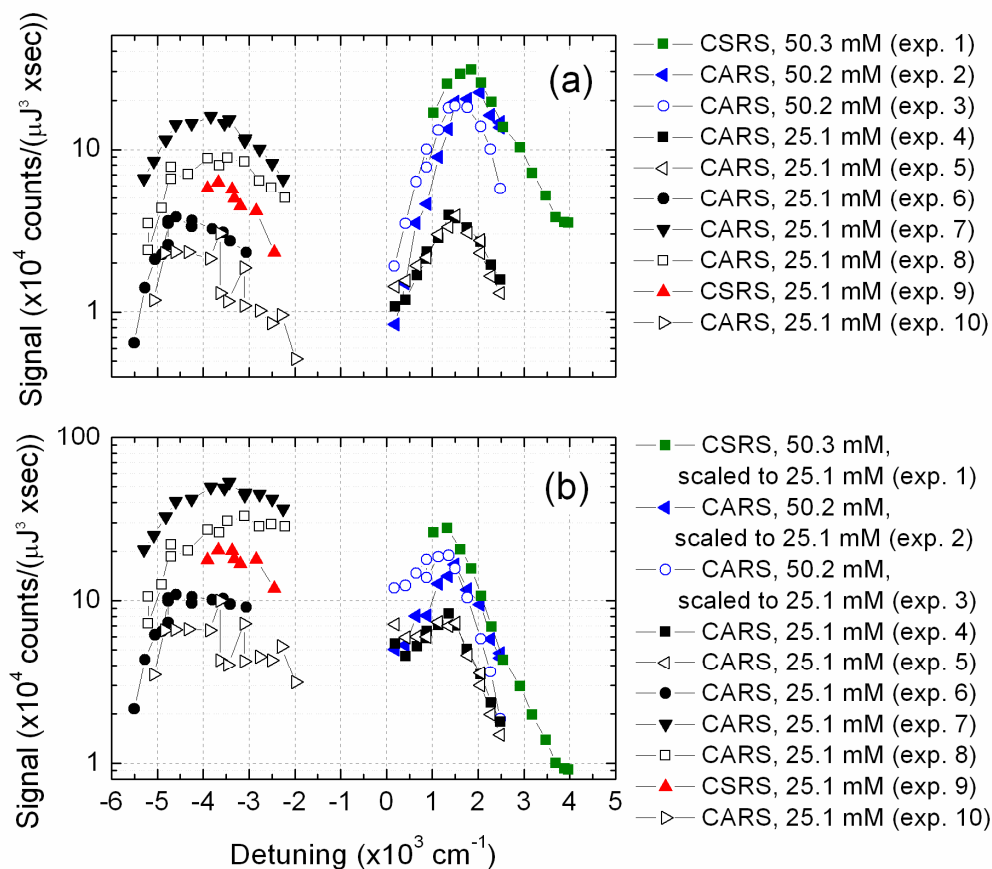 (a)
Signal (x10⁴ counts/(μJ³ xsec))
10
1
CSRS, 50.3 mM (exp. 1)
CARS, 50.2 mM (exp. 2)
CARS, 50.2 mM (exp. 3)
CARS, 25.1 mM (exp. 4)
CARS, 25.1 mM (exp. 5)
CARS, 25.1 mM (exp. 6)
CARS, 25.1 mM (exp. 7)
CARS, 25.1 mM (exp. 8)
CSRS, 25.1 mM (exp. 9)
CARS, 25.1 mM (exp. 10)
(b)
Signal (x10⁴ counts/(μJ³ xsec))
100
10
1
-6 -5 -4 -3 -2 -1 0 1 2 3 4 5
Detuning (x10³ cm⁻¹)
CSRS, 50.3 mM,
scaled to 25.1 mM (exp. 1)
CARS, 50.2 mM,
scaled to 25.1 mM (exp. 2)
CARS, 50.2 mM,
scaled to 25.1 mM (exp. 3)
CARS, 25.1 mM (exp. 4)
CARS, 25.1 mM (exp. 5)
CARS, 25.1 mM (exp. 6)
CARS, 25.1 mM (exp. 7)
CARS, 25.1 mM (exp. 8)
CSRS, 25.1 mM (exp. 9)
CARS, 25.1 mM (exp. 10)